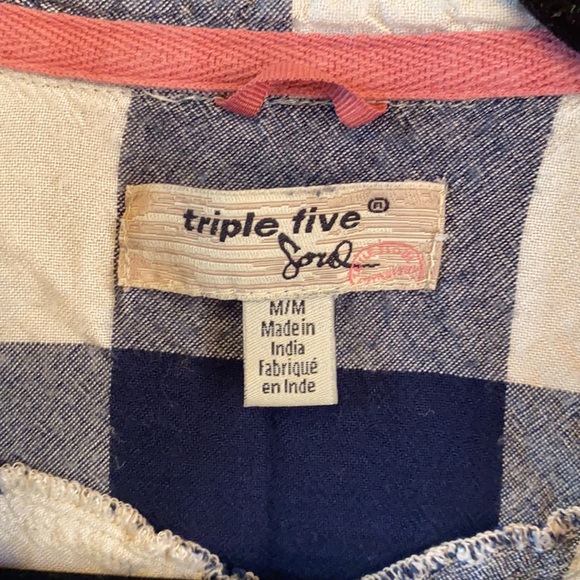 triple five ®
M/M
Made in
India
Fabriqué
en Inde